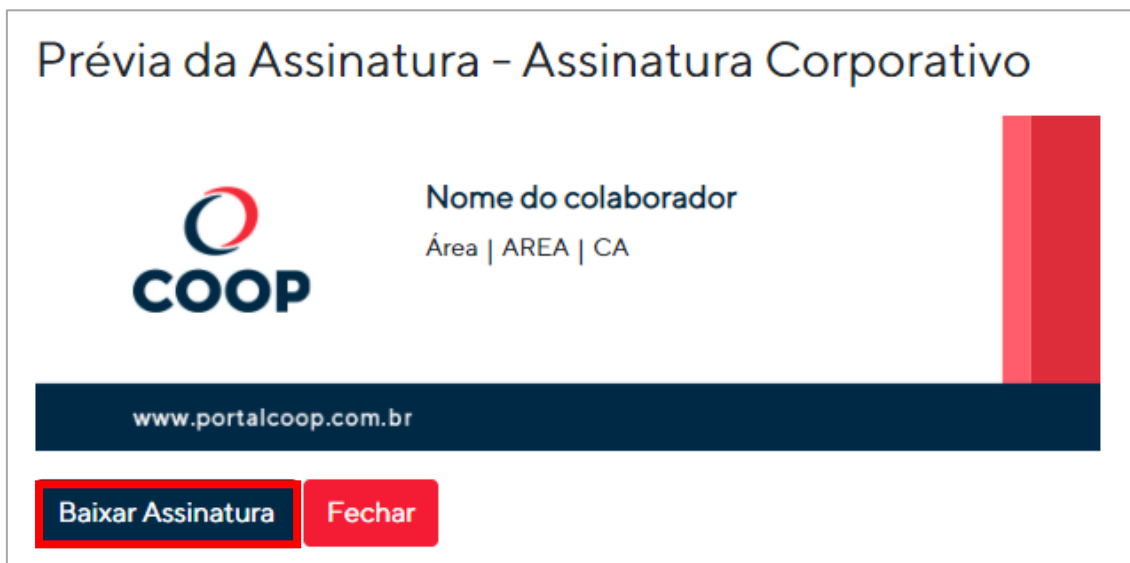 Prévia da Assinatura - Assinatura Corporativo
Nome do colaborador
Área | AREA | CA
COOP
www.portalcoop.com.br
Baixar Assinatura
Fechar